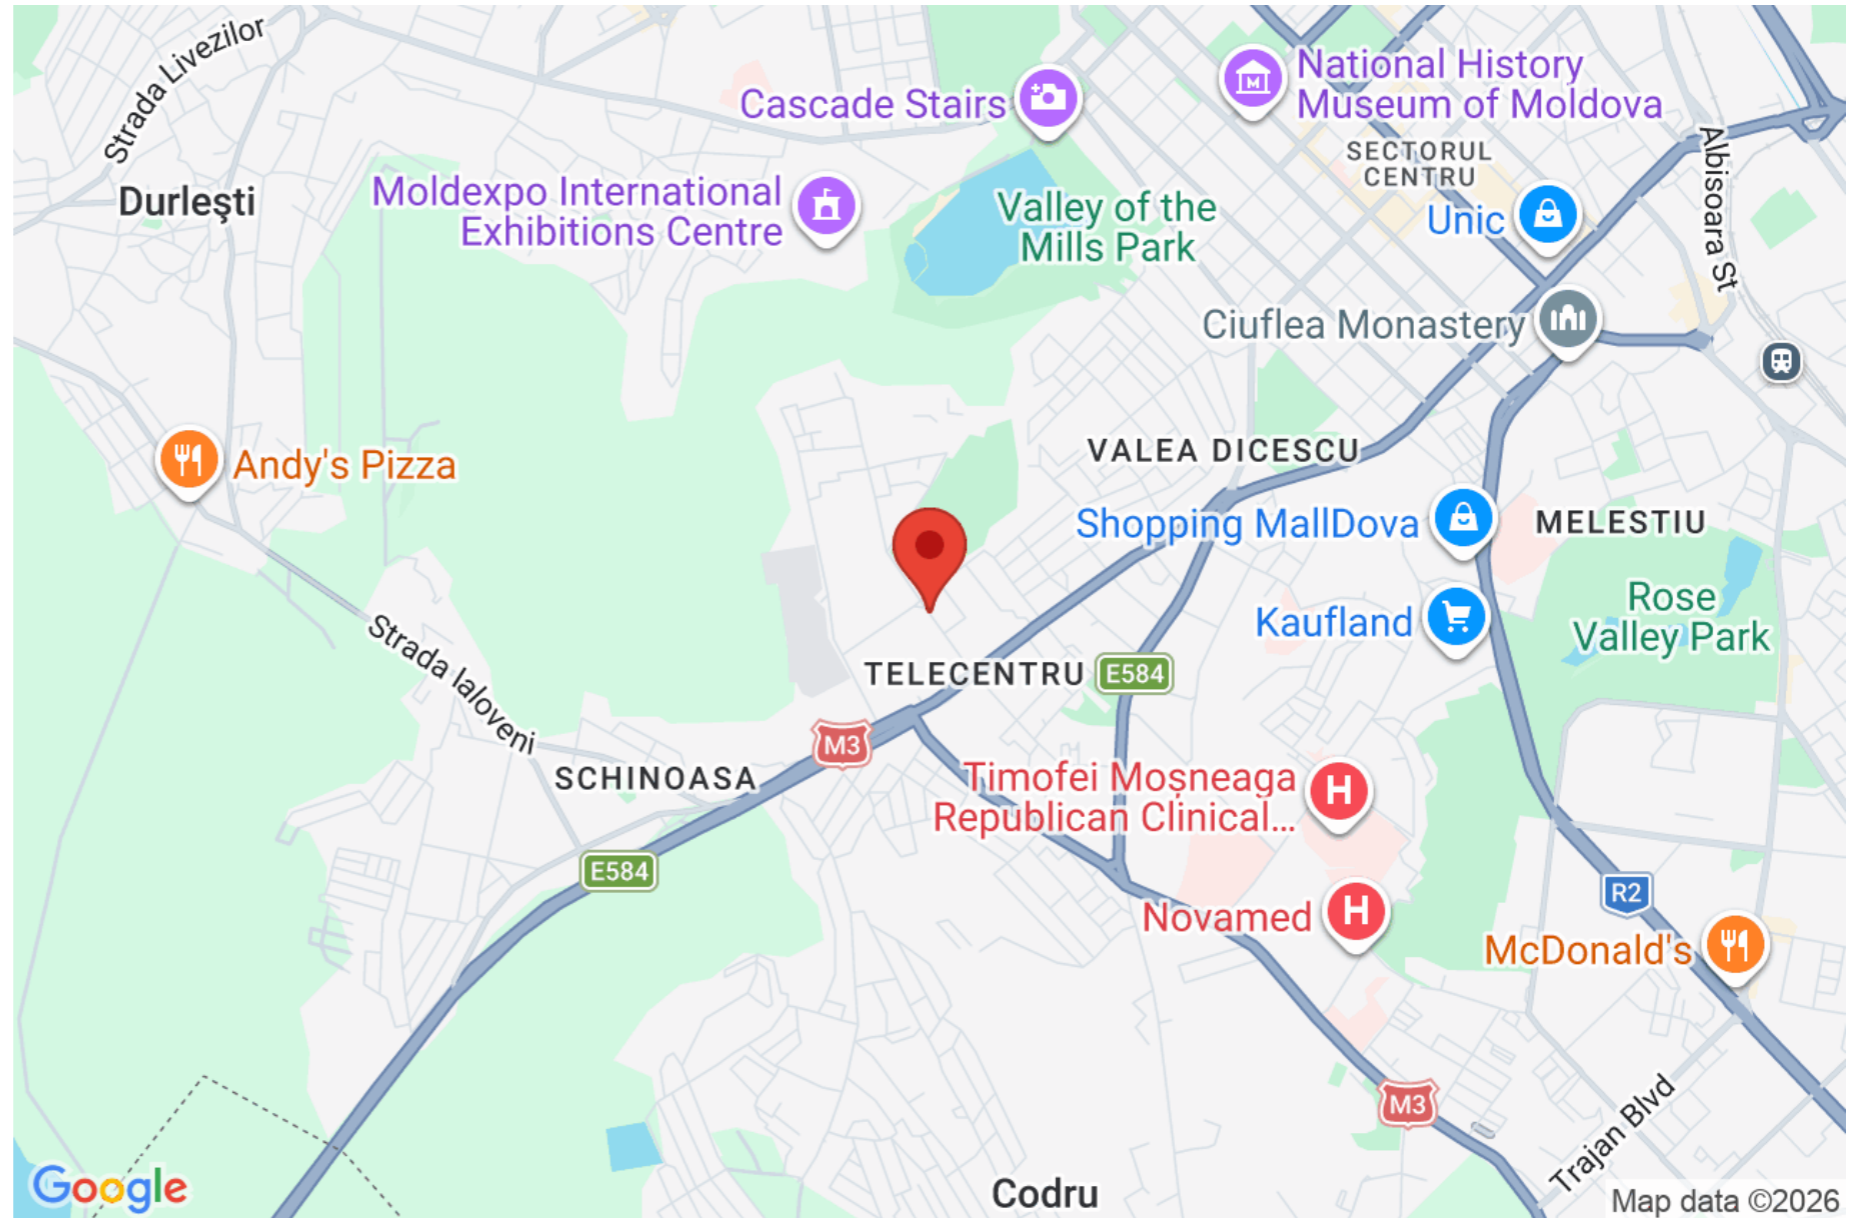 Strada Livezilor
Cascade Stairs
National History
Museum of Moldova
SECTORUL
CENTRU
Albisoara St
Durleşti
Moldexpo International
Exhibitions Centre
Valley of the
Mills Park
Unic
Ciuflea Monastery
Andy's Pizza
VALEA DICESCU
Shopping MallDova
MELESTIU
Kaufland
Rose
Valley Park
Strada Ialoveni
TELECENTRU
E584
M3
SCHINOASA
Timofei Moșneaga
Republican Clinical...
E584
Novamed
R2
McDonald's
M3
Trajan Blvd
Codru
Google
Map data ©2026